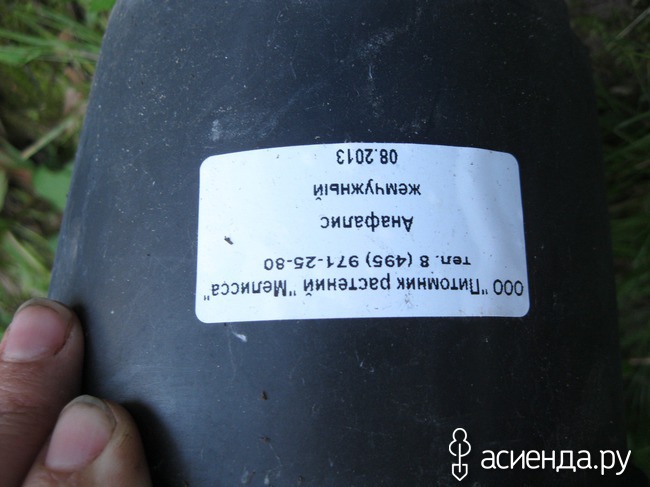 ООО "Питомник растений "Мелисса"
тел. 8 (495) 971-25-80
Анафалис
жемчужный
08.2013
асиенда.ру